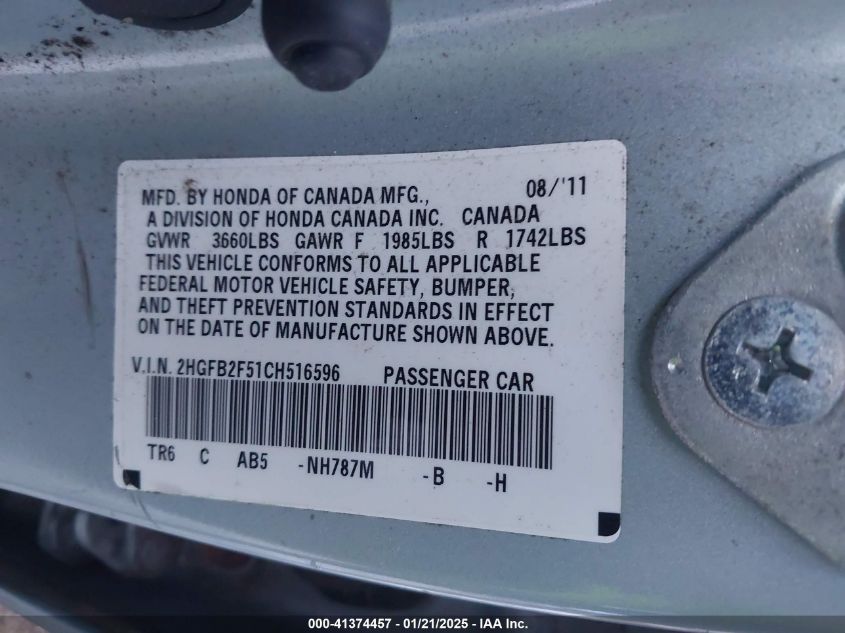 MFD. BY HONDA OF CANADA MFG., 08/'11
A DIVISION OF HONDA CANADA INC. CANADA
GVWR 3660LBS GAWR F 1985LBS R 1742LBS
THIS VEHICLE CONFORMS TO ALL APPLICABLE
FEDERAL MOTOR VEHICLE SAFETY, BUMPER,
AND THEFT PREVENTION STANDARDS IN EFFECT
ON THE DATE OF MANUFACTURE SHOWN ABOVE.
V.I.N. 2HGFB2F51CH516596 PASSENGER CAR
TR6 C AB5 -NH787M -B -H
000-41374457 - 01/21/2025 - IAA Inc.